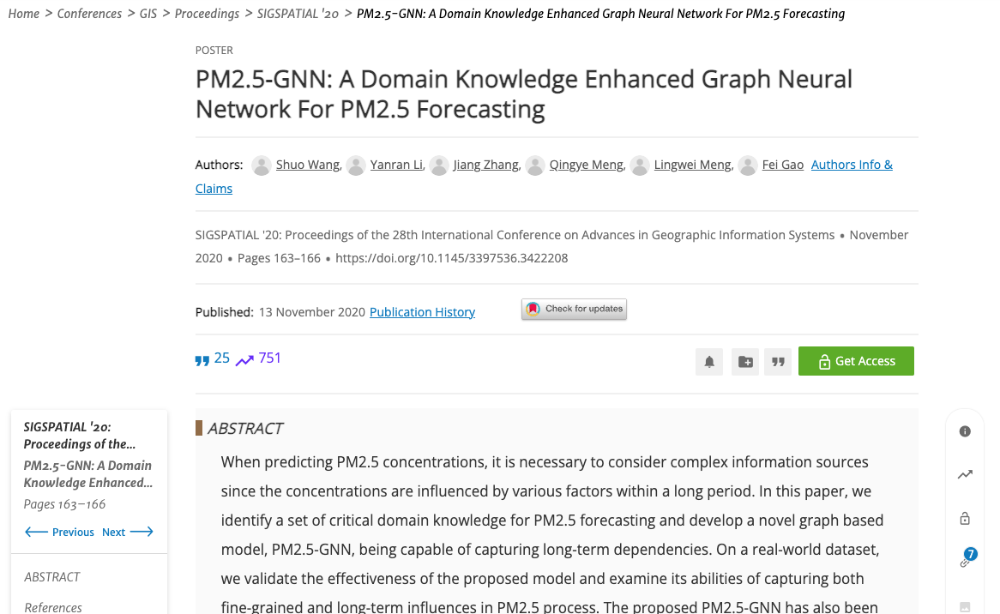 Home > Conferences > GIS > Proceedings > SIGSPATIAL '20 > PM2.5-GNN: A Domain Knowledge Enhanced Graph Neural Network For PM2.5 Forecasting
POSTER
PM2.5-GNN: A Domain Knowledge Enhanced Graph Neural
Network For PM2.5 Forecasting
Authors: Shuo Wang, Yanran Li, Jiang Zhang, Qingye Meng, Lingwei Meng, Fei Gao Authors Info &
Claims
SIGSPATIAL '20: Proceedings of the 28th International Conference on Advances in Geographic Information Systems • November
2020 • Pages 163–166 • https://doi.org/10.1145/3397536.3422208
Published: 13 November 2020 Publication History Check for updates
25 751 Get Access
SIGSPATIAL '20:
Proceedings of the...
PM2.5-GNN: A Domain
Knowledge Enhanced...
Pages 163–166
Previous Next
ABSTRACT
References
ABSTRACT
When predicting PM2.5 concentrations, it is necessary to consider complex information sources
since the concentrations are influenced by various factors within a long period. In this paper, we
identify a set of critical domain knowledge for PM2.5 forecasting and develop a novel graph based
model, PM2.5-GNN, being capable of capturing long-term dependencies. On a real-world dataset,
we validate the effectiveness of the proposed model and examine its abilities of capturing both
fine-grained and long-term influences in PM2.5 process. The proposed PM2.5-GNN has also been
7